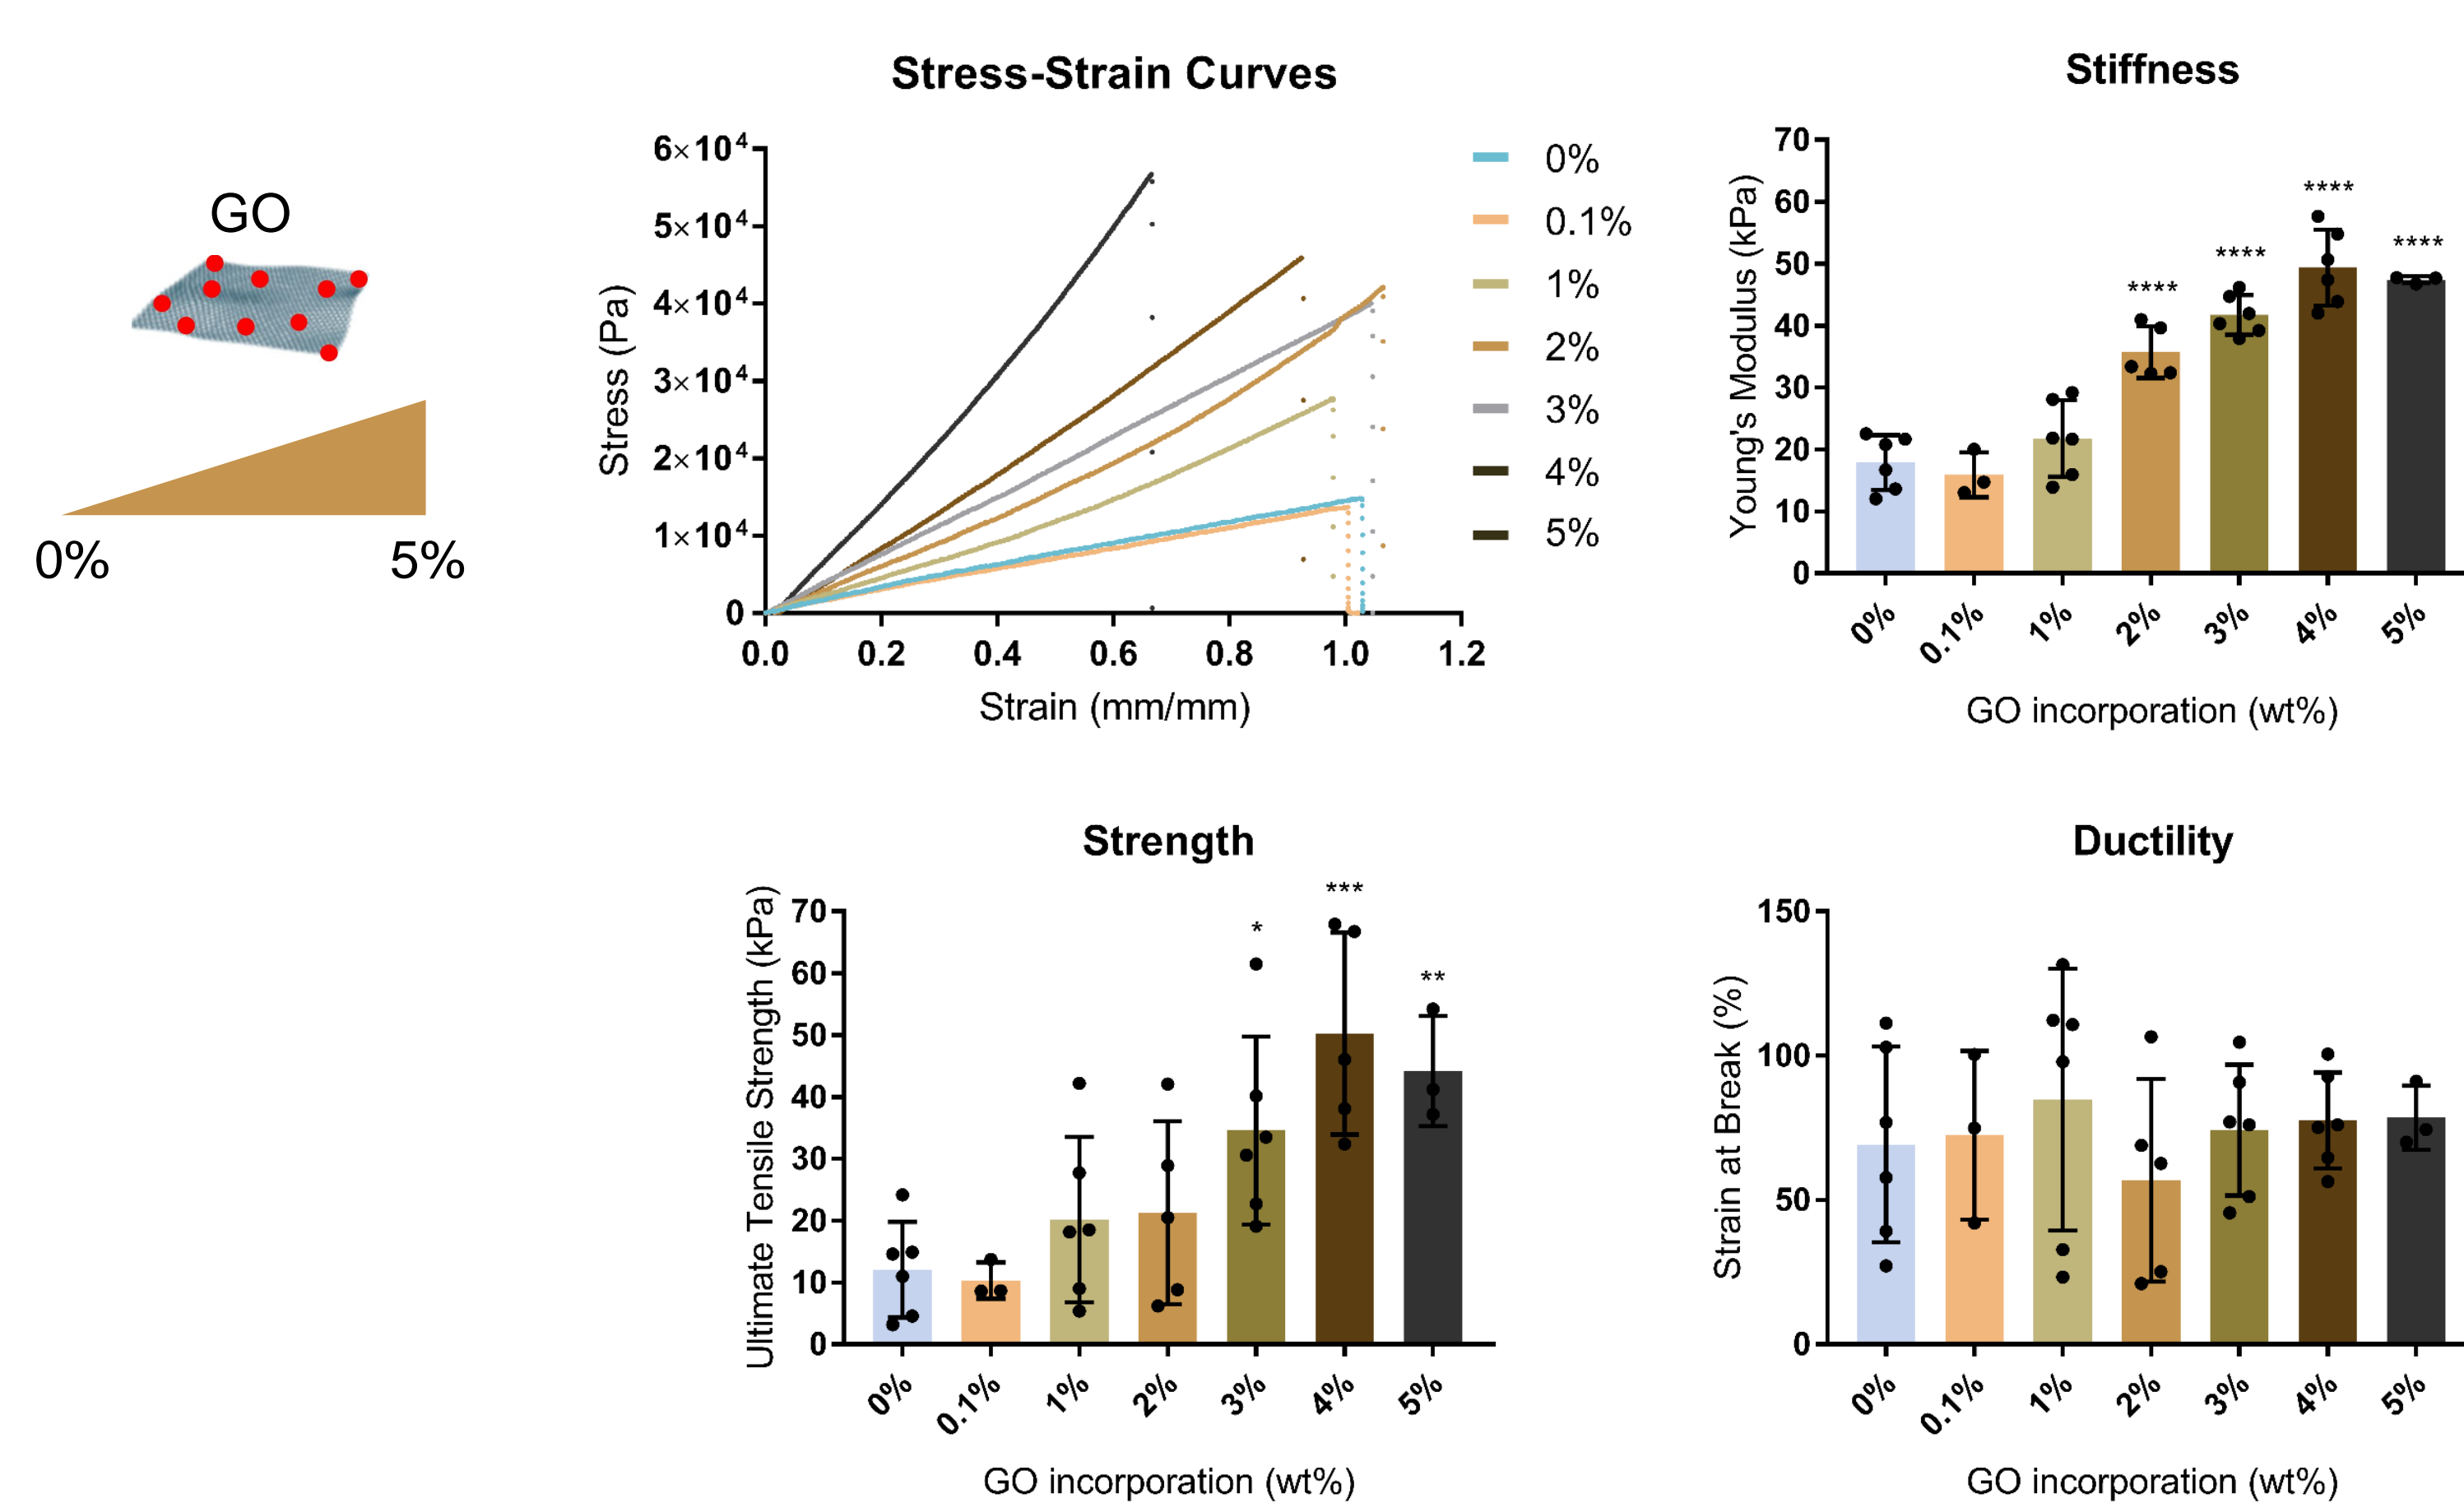 GO
0% 5%
Stress-Strain Curves
Stress (Pa)
6×10⁴
5×10⁴
4×10⁴
3×10⁴
2×10⁴
1×10⁴
0
0.0 0.2 0.4 0.6 0.8 1.0 1.2
Strain (mm/mm)
0%
0.1%
1%
2%
3%
4%
5%
Stiffness
Young's Modulus (kPa)
70
60
50
40
30
20
10
0
**** **** **** ****
0% 0.1% 1% 2% 3% 4% 5%
GO incorporation (wt%)
Strength
Ultimate Tensile Strength (kPa)
70
60
50
40
30
20
10
0
* *** **
0% 0.1% 1% 2% 3% 4% 5%
GO incorporation (wt%)
Ductility
Strain at Break (%)
150
100
50
0
0% 0.1% 1% 2% 3% 4% 5%
GO incorporation (wt%)